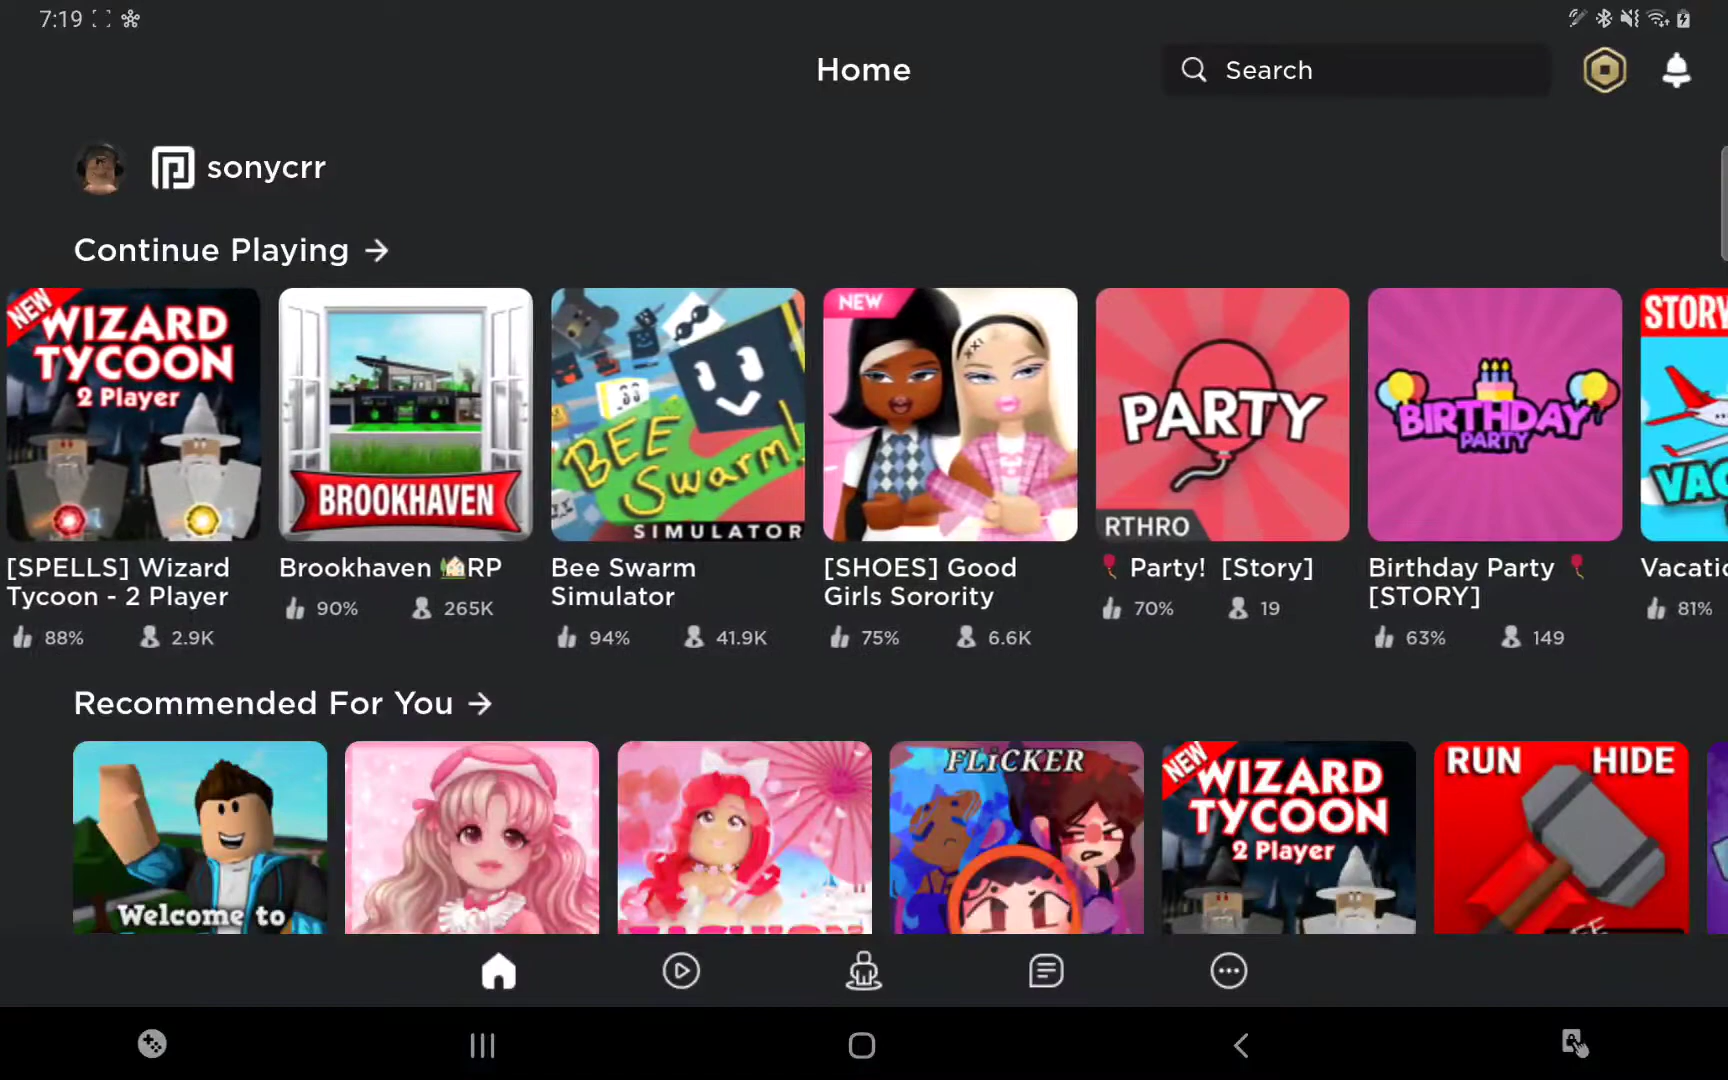 7:19
Home
Search
sonycrr
Continue Playing →
NEW
WIZARD
TYCOON
2 Player
BROOKHAVEN
BEE
SWARM!
SIMULATOR
NEW
PARTY
RTHRO
BIRTHDAY
PARTY
STORY
VAC
[SPELLS] Wizard
Tycoon - 2 Player
88% 2.9K
Brookhaven 🏡RP
90% 265K
Bee Swarm
Simulator
94% 41.9K
[SHOES] Good
Girls Sorority
75% 6.6K
🎈 Party! [Story]
70% 19
Birthday Party 🎈
[STORY]
63% 149
Vacatic
81%
Recommended For You →
Welcome to
FLiCKER
NEW
WIZARD
TYCOON
2 Player
RUN HIDE